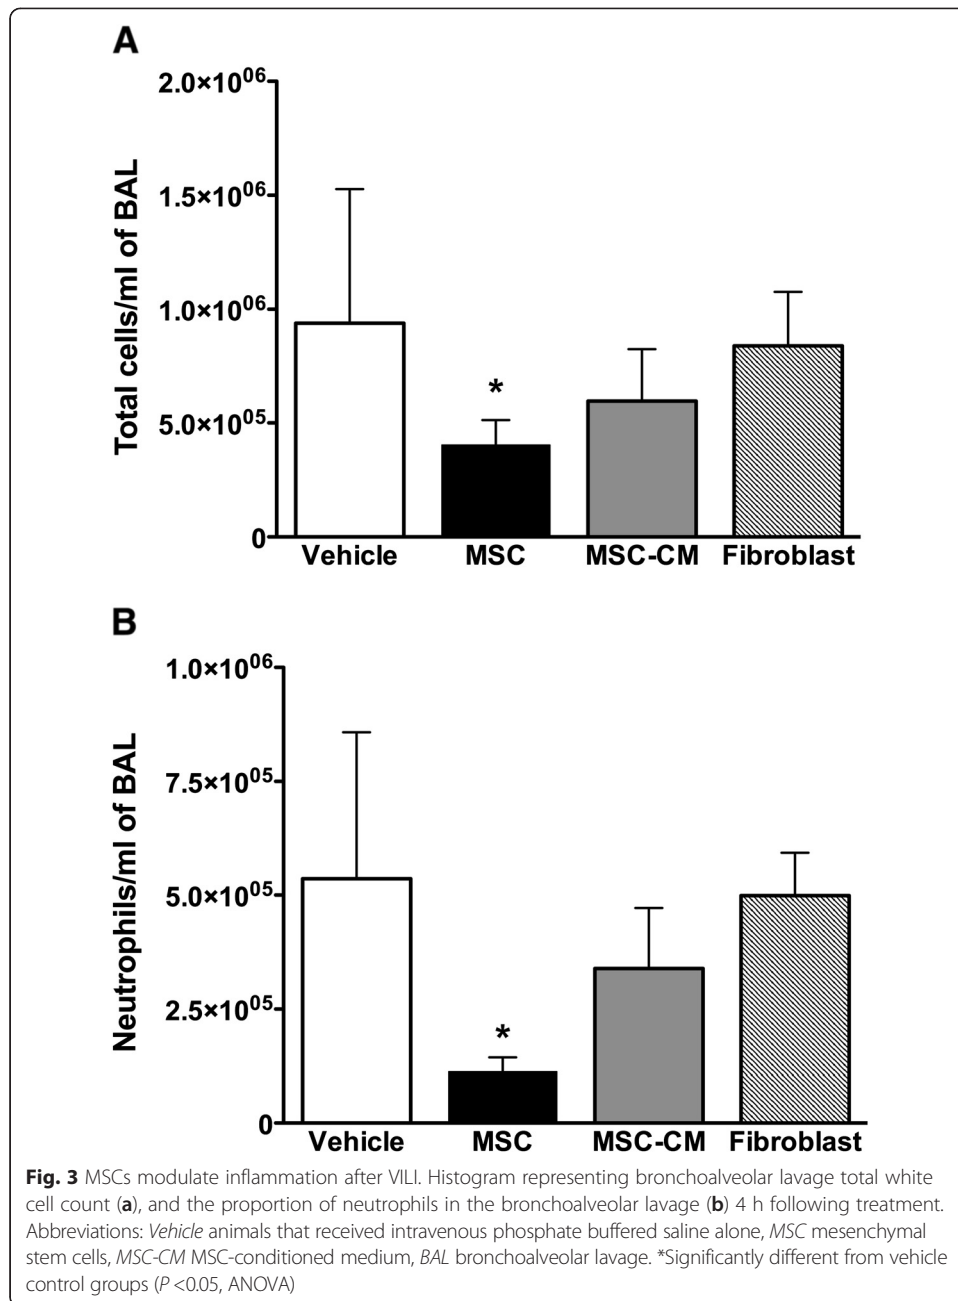 A
2.0×10⁰⁶
1.5×10⁰⁶
1.0×10⁰⁶
5.0×10⁰⁵
0
Total cells/ml of BAL
*
Vehicle MSC MSC-CM Fibroblast
B
1.0×10⁰⁶
7.5×10⁰⁵
5.0×10⁰⁵
2.5×10⁰⁵
0
Neutrophils/ml of BAL
*
Vehicle MSC MSC-CM Fibroblast
Fig. 3 MSCs modulate inflammation after VILI. Histogram representing bronchoalveolar lavage total white
cell count (a), and the proportion of neutrophils in the bronchoalveolar lavage (b) 4 h following treatment.
Abbreviations: Vehicle animals that received intravenous phosphate buffered saline alone, MSC mesenchymal
stem cells, MSC-CM MSC-conditioned medium, BAL bronchoalveolar lavage. *Significantly different from vehicle
control groups (P <0.05, ANOVA)